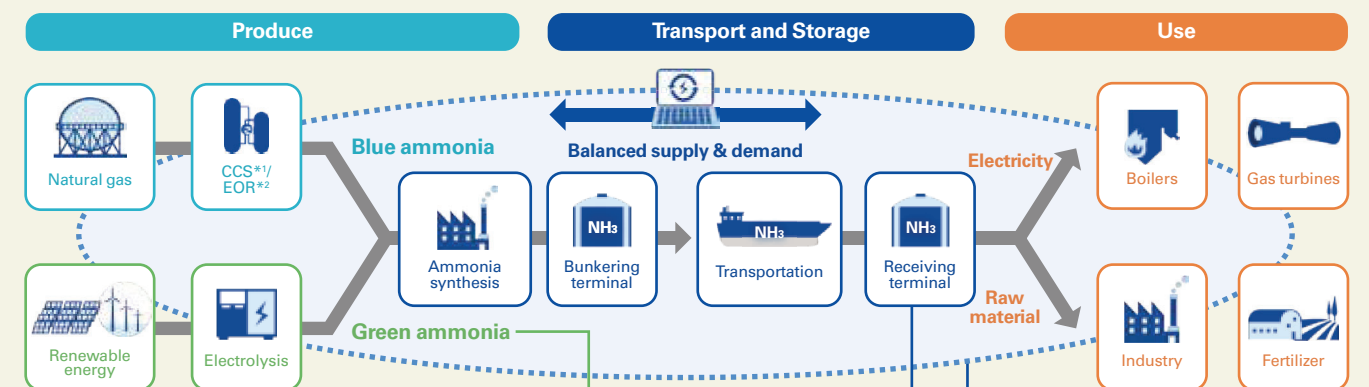 Produce
Transport and Storage
Use
Natural gas
CCS*1/
EOR*2
Blue ammonia
Balanced supply & demand
Ammonia
synthesis
NH3
Bunkering
terminal
NH3
Transportation
NH3
Receiving
terminal
Electricity
Boilers
Gas turbines
Renewable
energy
Electrolysis
Green ammonia
Raw
material
Industry
Fertilizer